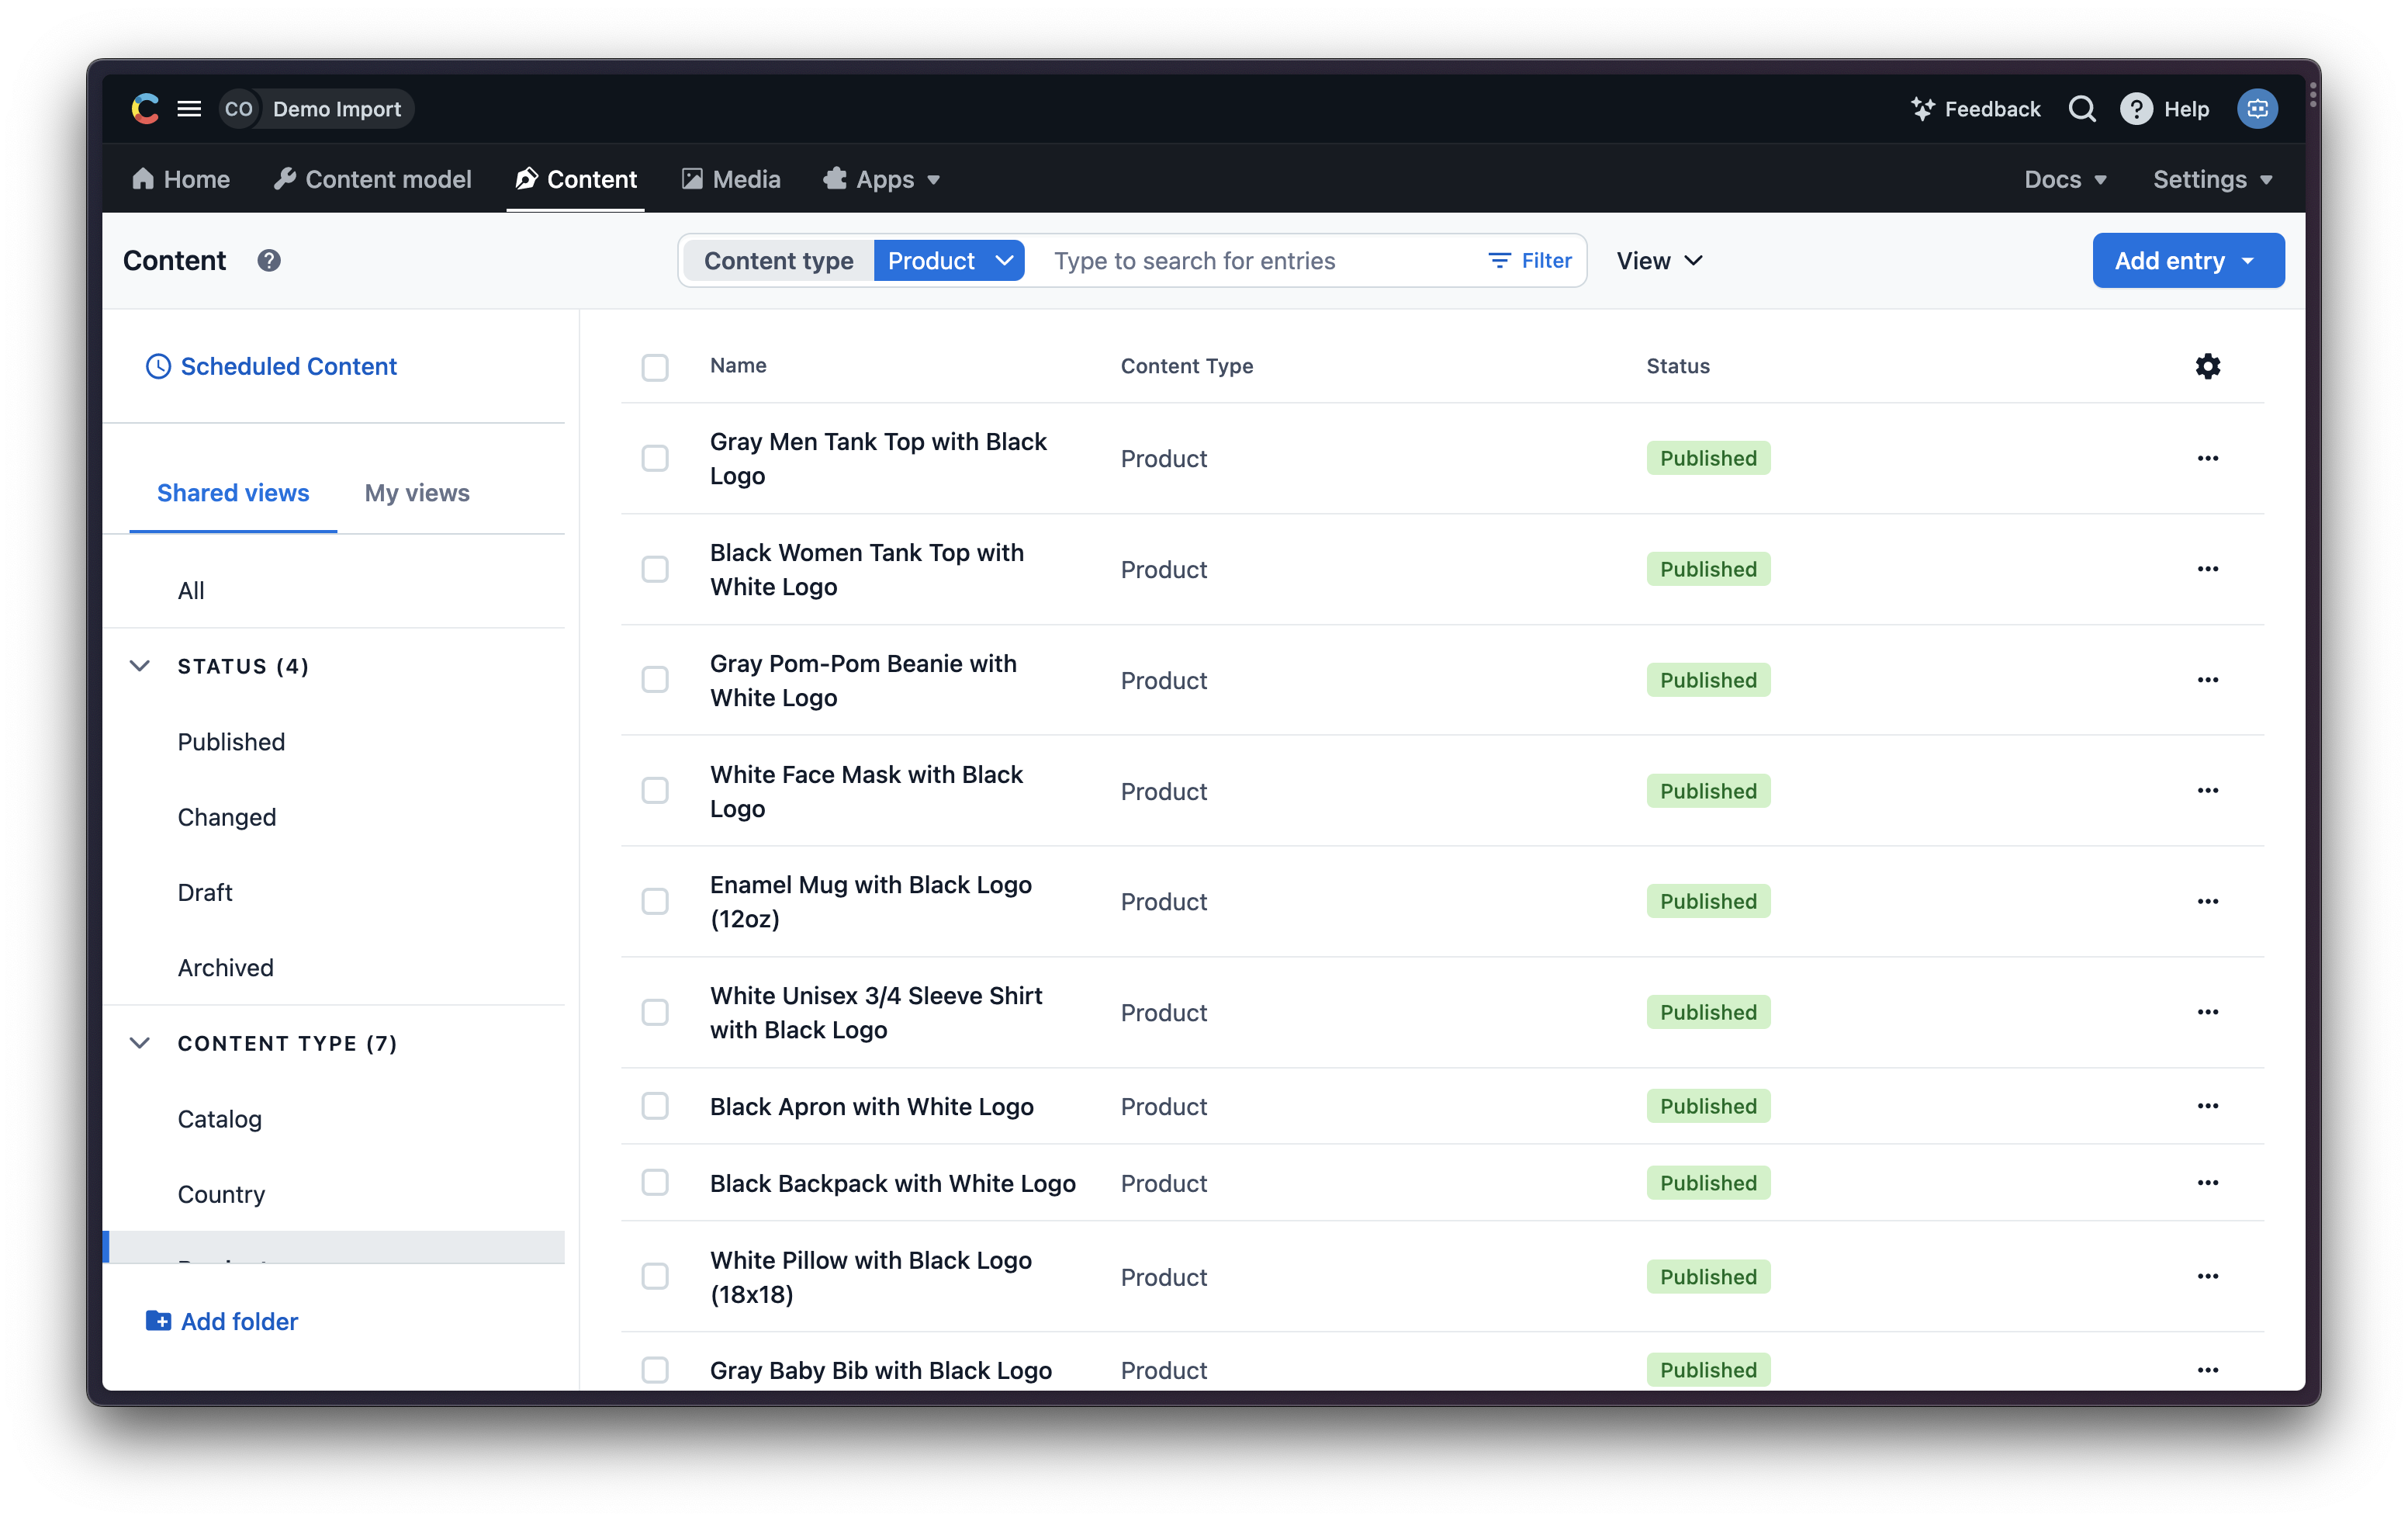 CO Demo Import
Feedback
Help
Home
Content model
Content
Media
Apps
Docs
Settings
Content
Content type
Product
Type to search for entries
Filter
View
Add entry
Scheduled Content
Shared views
My views
All
STATUS (4)
Published
Changed
Draft
Archived
CONTENT TYPE (7)
Catalog
Country
Add folder
Name
Content Type
Status
Gray Men Tank Top with Black
Logo
Product
Published
Black Women Tank Top with
White Logo
Product
Published
Gray Pom-Pom Beanie with
White Logo
Product
Published
White Face Mask with Black
Logo
Product
Published
Enamel Mug with Black Logo
(12oz)
Product
Published
White Unisex 3/4 Sleeve Shirt
with Black Logo
Product
Published
Black Apron with White Logo
Product
Published
Black Backpack with White Logo
Product
Published
White Pillow with Black Logo
(18x18)
Product
Published
Gray Baby Bib with Black Logo
Product
Published